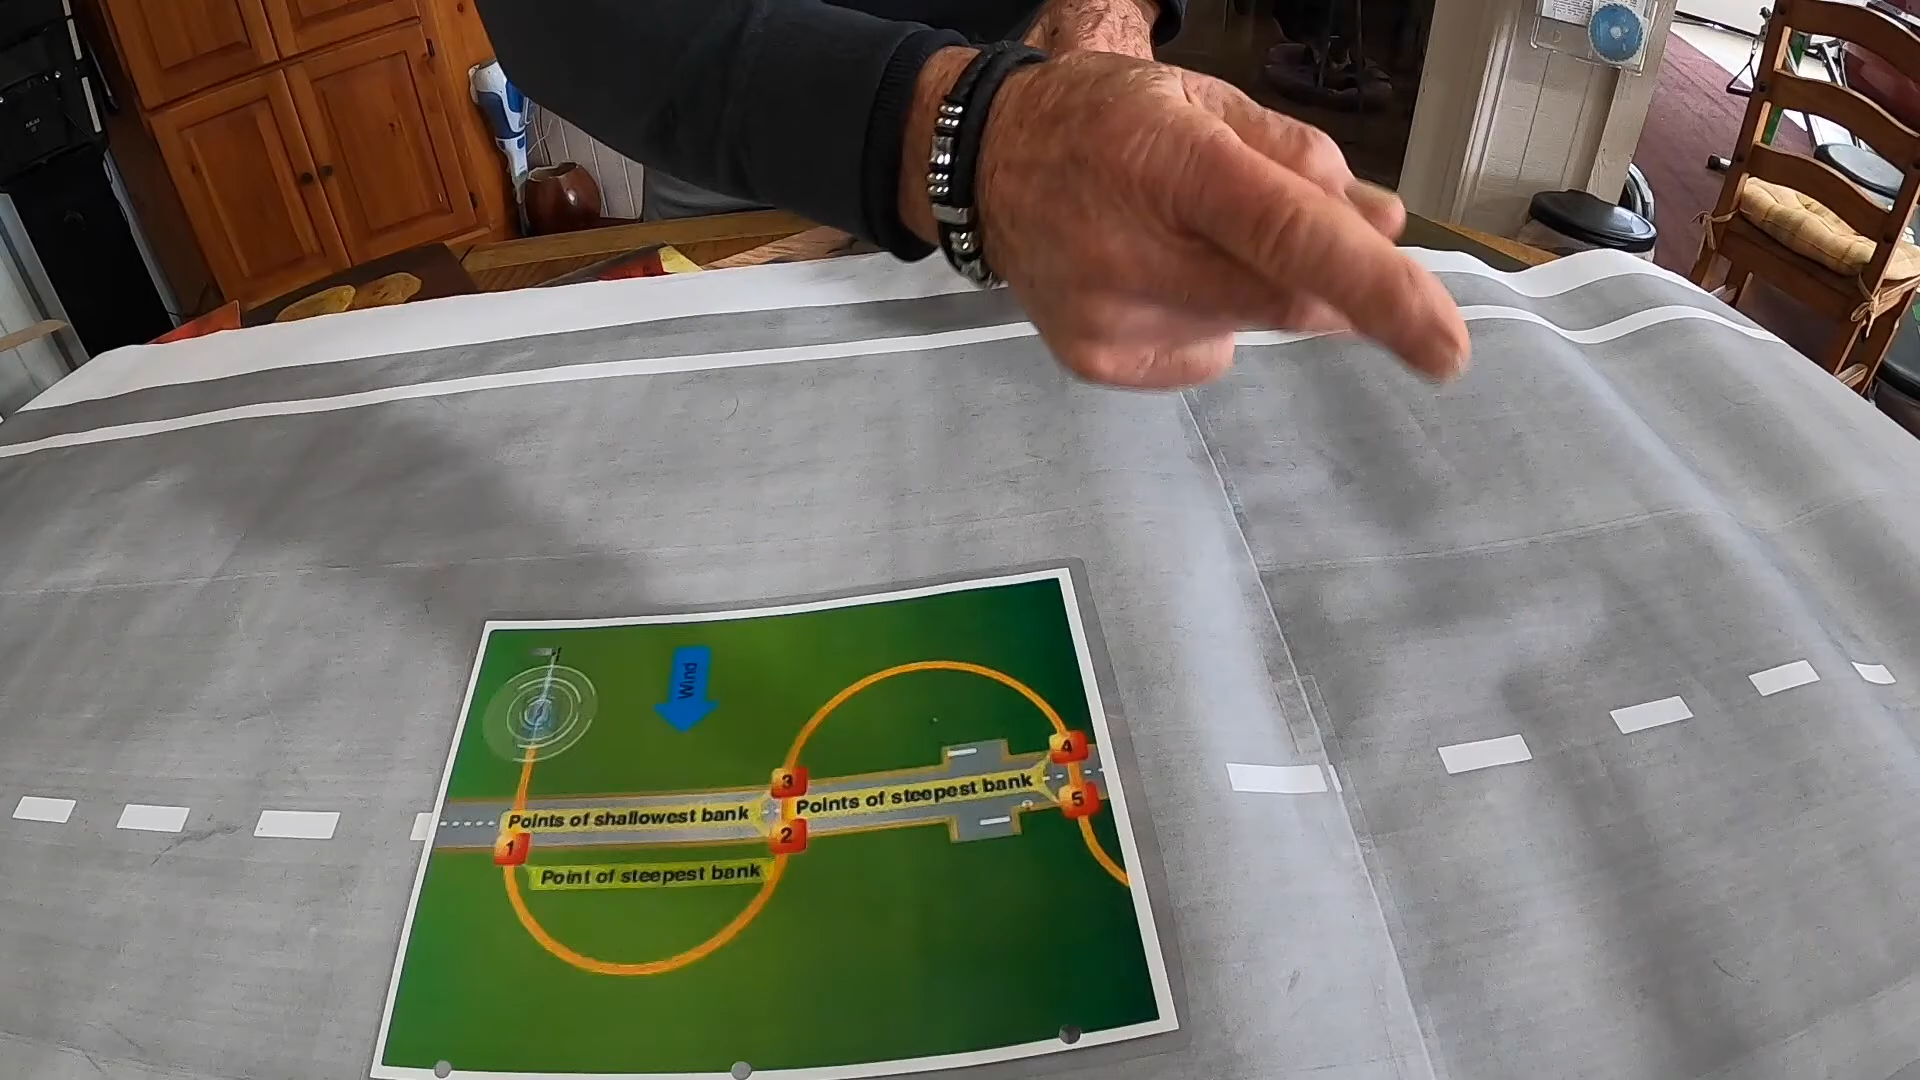 Wind
3
4
Points of steepest bank
5
Points of shallowest bank
2
1
Point of steepest bank